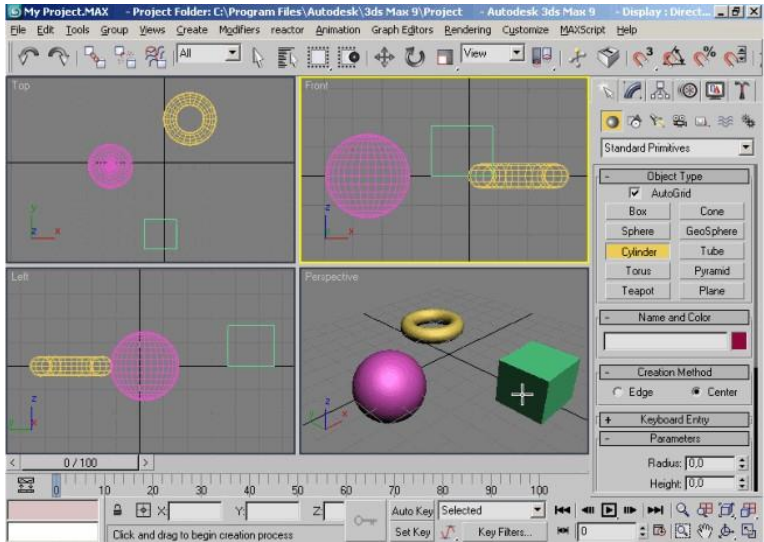 My Project.MAX - Project Folder: C:\Program Files\Autodesk\3ds Max 9\Project - Autodesk 3ds Max 9 - Display : Direct...
File Edit Tools Group Views Create Modifiers reactor Animation Graph Editors Rendering Customize MAXScript Help
All View
Top Front
Left Perspective
Standard Primitives
- Object Type
AutoGrid
Box Cone
Sphere GeoSphere
Cylinder Tube
Torus Pyramid
Teapot Plane
- Name and Color
- Creation Method
Edge Center
+ Keyboard Entry
- Parameters
Radius: 0,0
Height: 0,0
< 0 / 100 >
0 10 20 30 40 50 60 70 80 90 100
X: Y: Z: Auto Key Selected
Click and drag to begin creation process Set Key Key Filters... 0